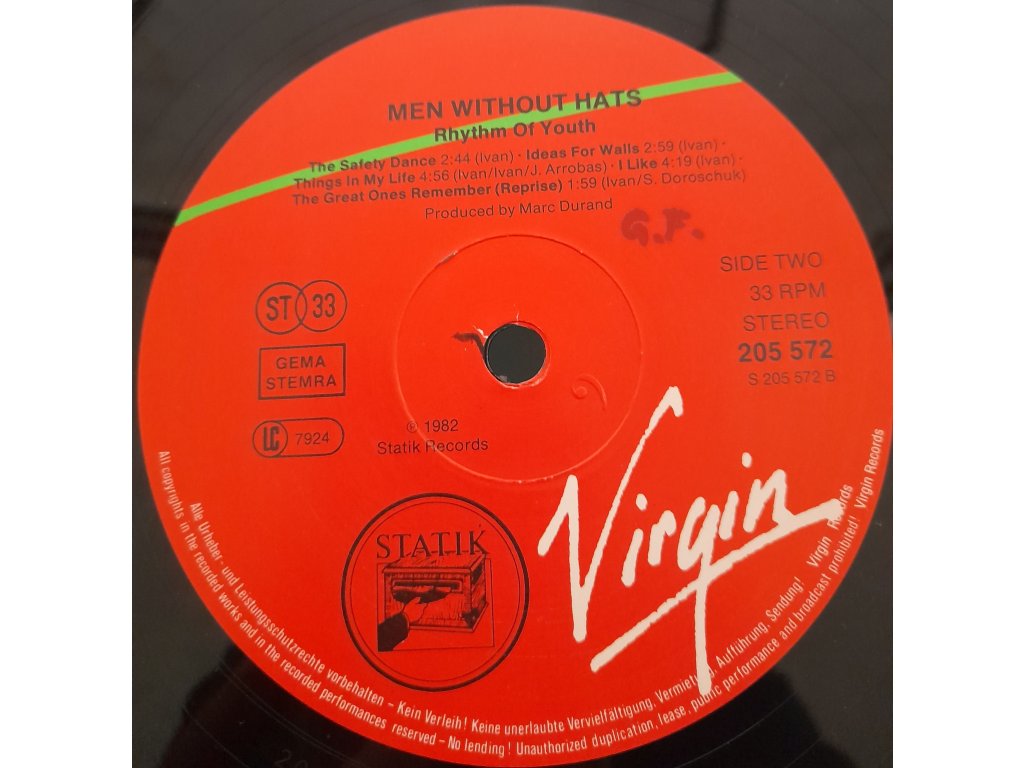 MEN WITHOUT HATS
Rhythm Of Youth
The Safety Dance 2:44 (Ivan) · Ideas For Walls 2:59 (Ivan) ·
Things In My Life 4:56 (Ivan/Ivan/J. Arrobas) · I Like 4:19 (Ivan) ·
The Great Ones Remember (Reprise) 1:59 (Ivan/S. Doroschuk)
Produced by Marc Durand
G.F.
SIDE TWO
33 RPM
STEREO
205 572
S 205 572 B
ST 33
GEMA
STEMRA
LC 7924
℗ 1982
Statik Records
STATIK
Virgin
Alle Urheber- und Leistungsschutzrechte vorbehalten – Kein Verleih! Keine unerlaubte Vervielfältigung, Vermietung, Aufführung, Sendung! Virgin Records
All copyrights in the recorded works and in the recorded performances reserved – No lending! Unauthorized duplication, lease, public performance and broadcast prohibited! Virgin Records